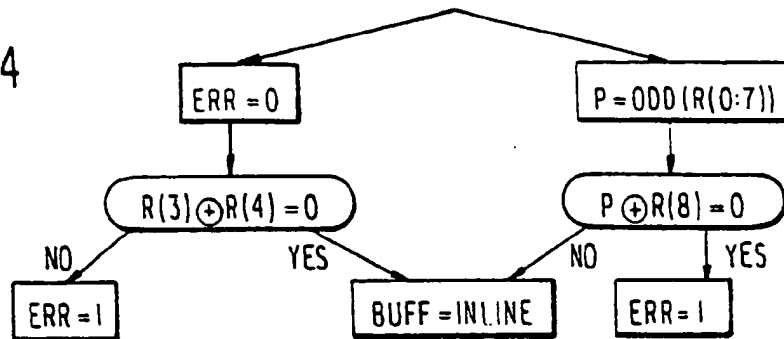 4
ERR = 0
P = ODD (R(0:7))
R(3) ⊕ R(4) = 0
P ⊕ R(8) = 0
NO
YES
NO
YES
ERR = 1
BUFF = INLINE
ERR = 1